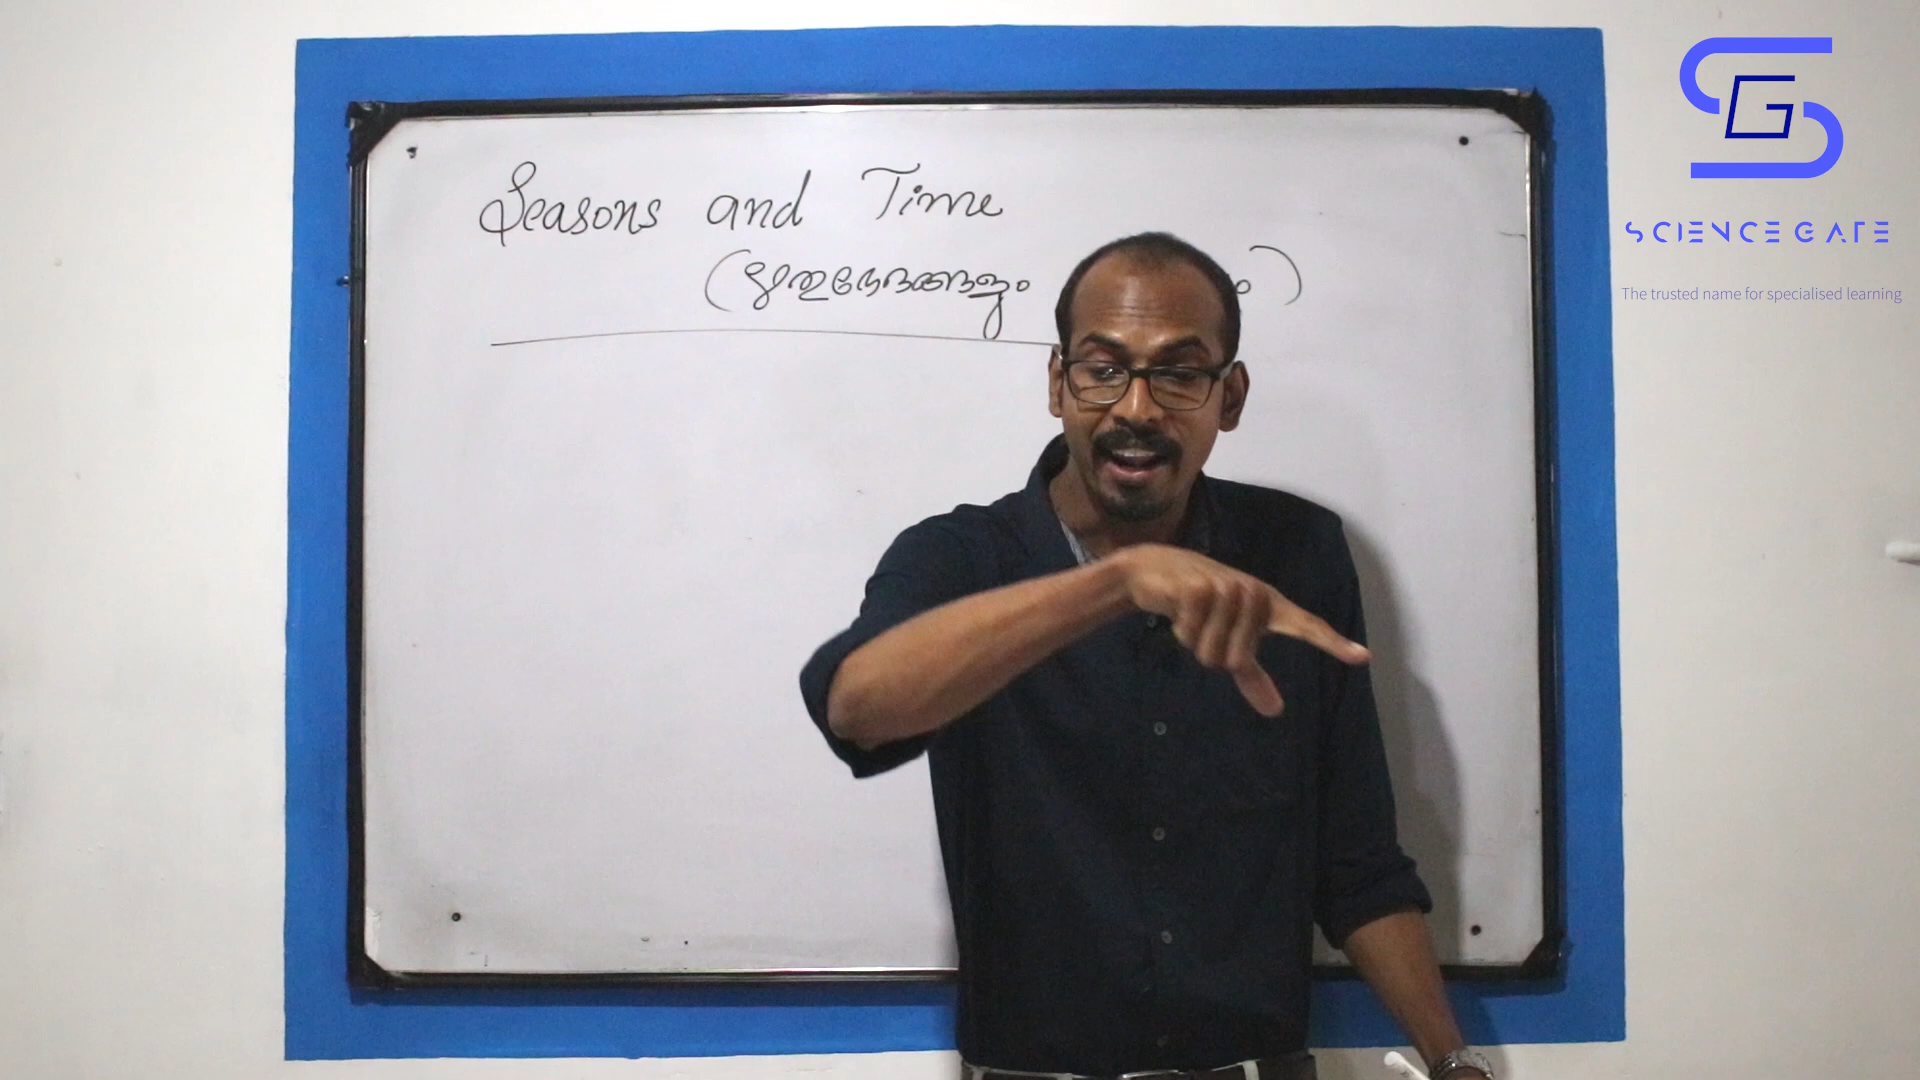 Seasons and Time
(ഋതുഭേദങ്ങളും
SCIENCE GATE
The trusted name for specialised learning